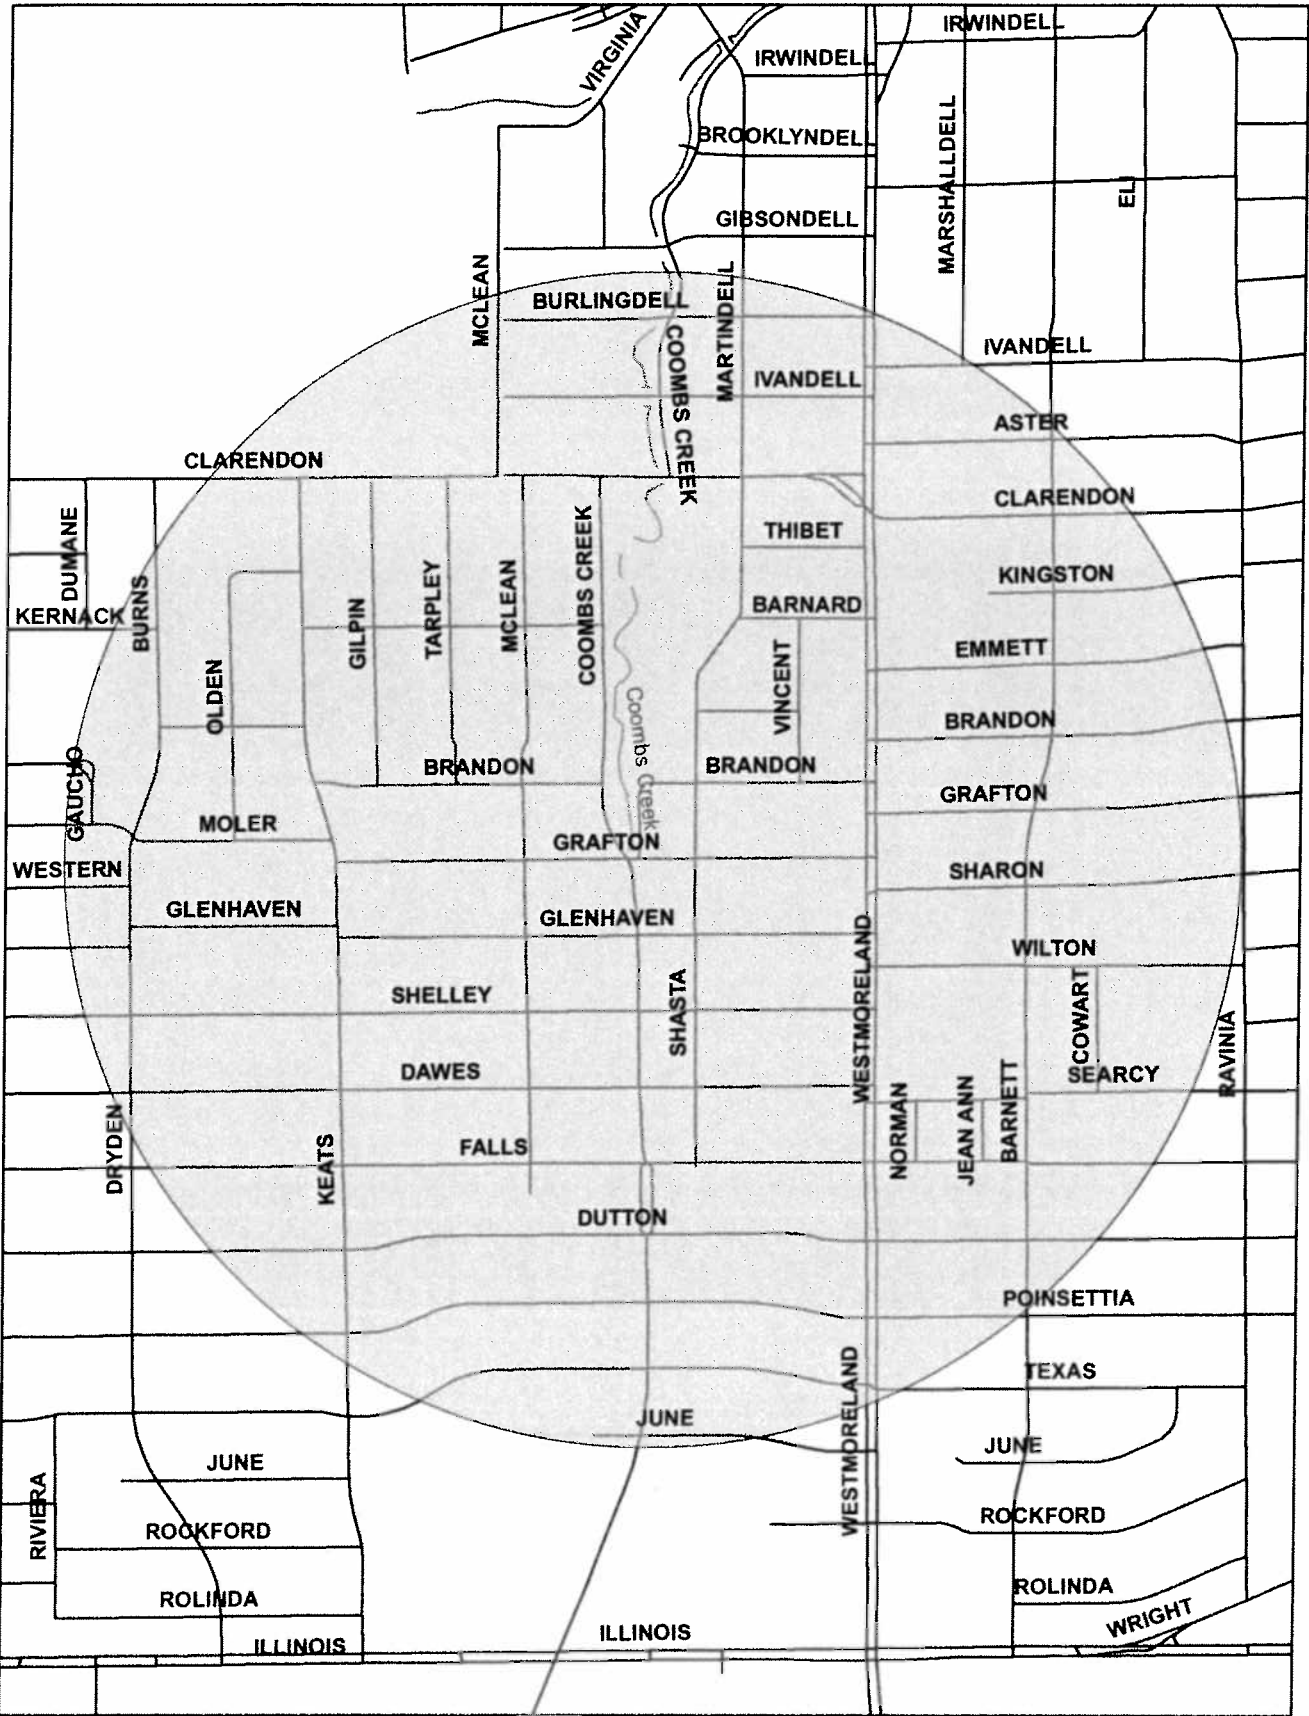 IRWINDELL
VIRGINIA
IRWINDELL
BROOKLYNDELL
MARSHALLDELL
ELI
GIBSONDELL
MCLEAN
BURLINGDELL
MARTINDELL
COOMBS CREEK
IVANDELL
IVANDELL
ASTER
CLARENDON
CLARENDON
DUMANE
THIBET
KINGSTON
KERNACK
BURNS
GILPIN
TARPLEY
MCLEAN
COOMBS CREEK
BARNARD
EMMETT
OLDEN
VINCENT
Coombs Creek
BRANDON
GAUCHO
BRANDON
BRANDON
GRAFTON
MOLER
GRAFTON
WESTERN
SHARON
GLENHAVEN
GLENHAVEN
WILTON
WESTMORELAND
SHELLEY
SHASTA
COWART
RAVINIA
DAWES
SEARCY
DRYDEN
KEATS
FALLS
NORMAN
JEAN ANN
BARNETT
DUTTON
POINSETTIA
TEXAS
WESTMORELAND
JUNE
JUNE
JUNE
RIVIERA
ROCKFORD
ROCKFORD
ROLINDA
ROLINDA
WRIGHT
ILLINOIS
ILLINOIS